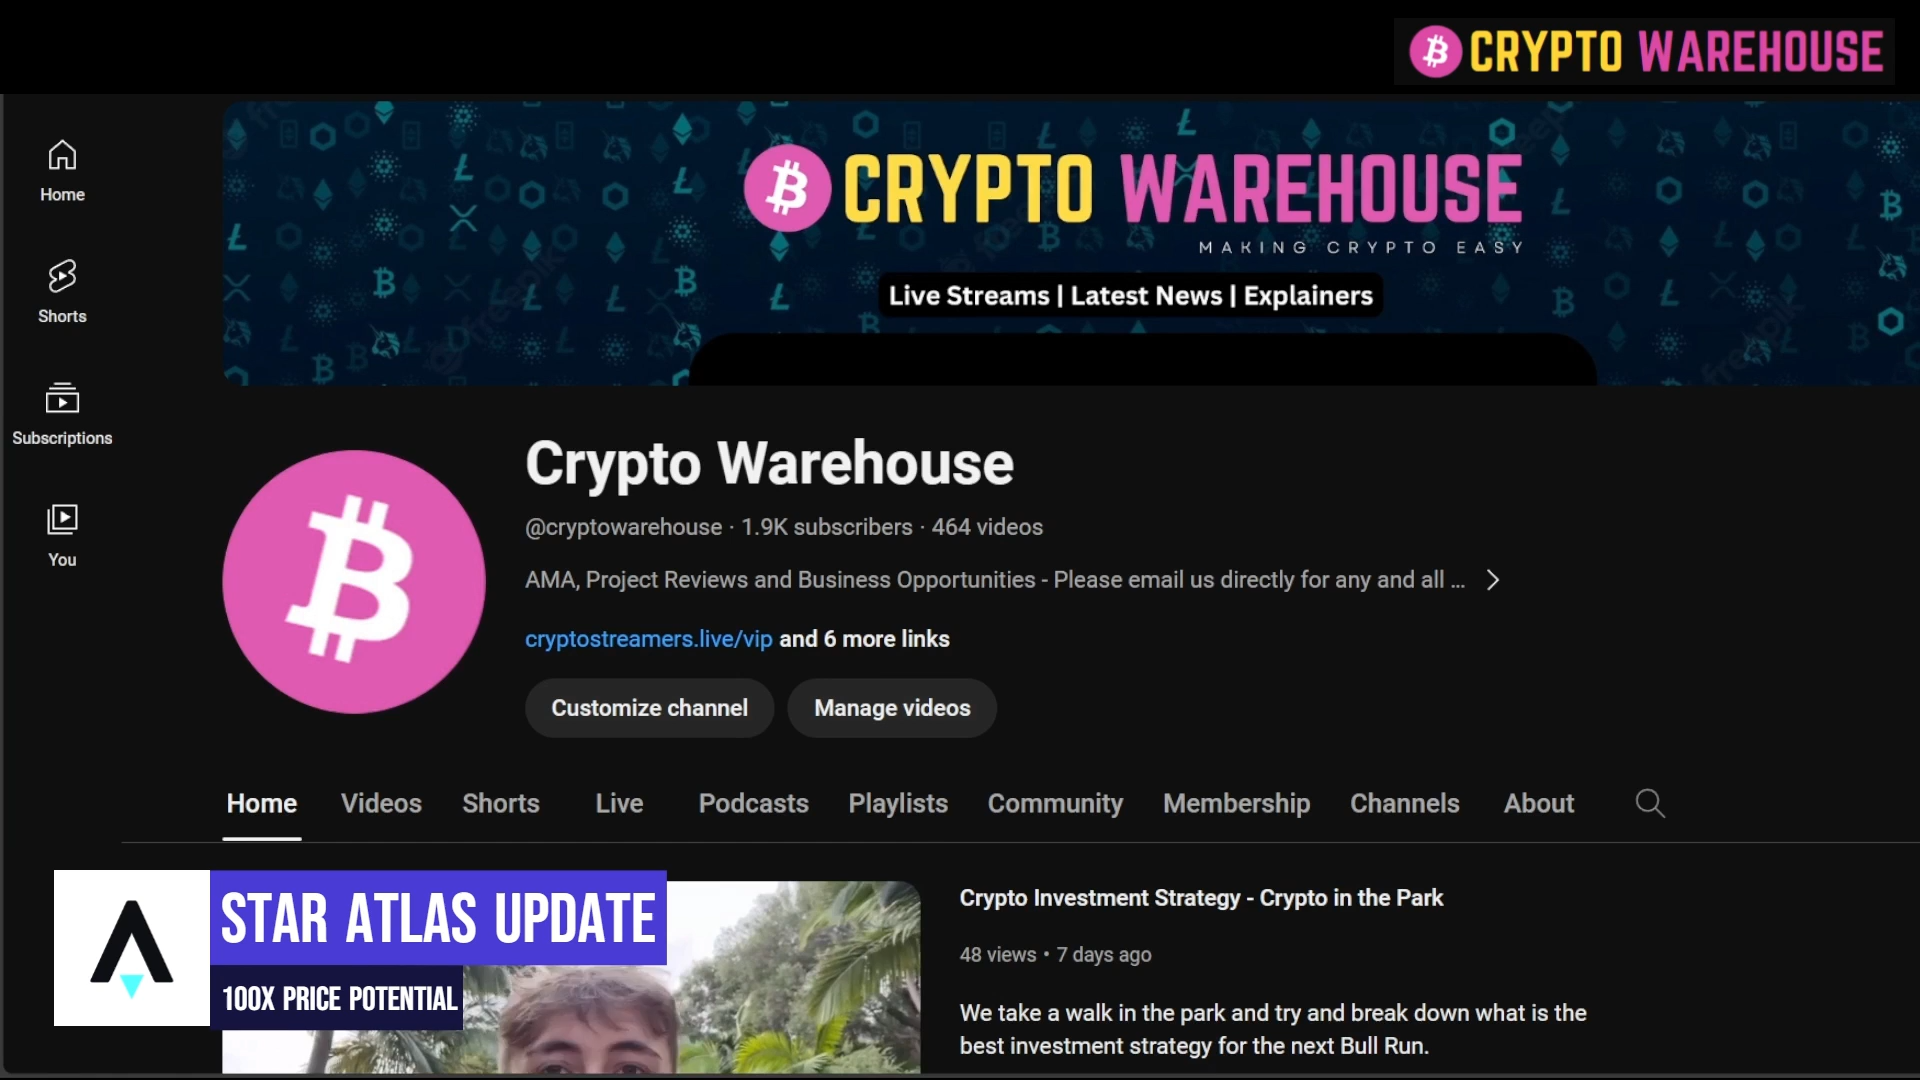 CRYPTO WAREHOUSE
Home
Shorts
Subscriptions
You
CRYPTO WAREHOUSE
MAKING CRYPTO EASY
Live Streams | Latest News | Explainers
Crypto Warehouse
@cryptowarehouse · 1.9K subscribers · 464 videos
AMA, Project Reviews and Business Opportunities - Please email us directly for any and all ...
cryptostreamers.live/vip and 6 more links
Customize channel
Manage videos
Home Videos Shorts Live Podcasts Playlists Community Membership Channels About
STAR ATLAS UPDATE
100X PRICE POTENTIAL
Crypto Investment Strategy - Crypto in the Park
48 views • 7 days ago
We take a walk in the park and try and break down what is the
best investment strategy for the next Bull Run.